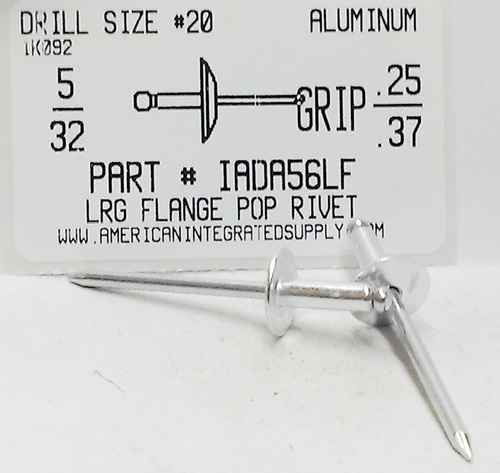 DRILL SIZE #20 ALUMINUM
1K092
5/32 GRIP .25/.37
PART # IADA56LF
LRG FLANGE POP RIVET
WWW.AMERICANINTEGRATEDSUPPLY.COM